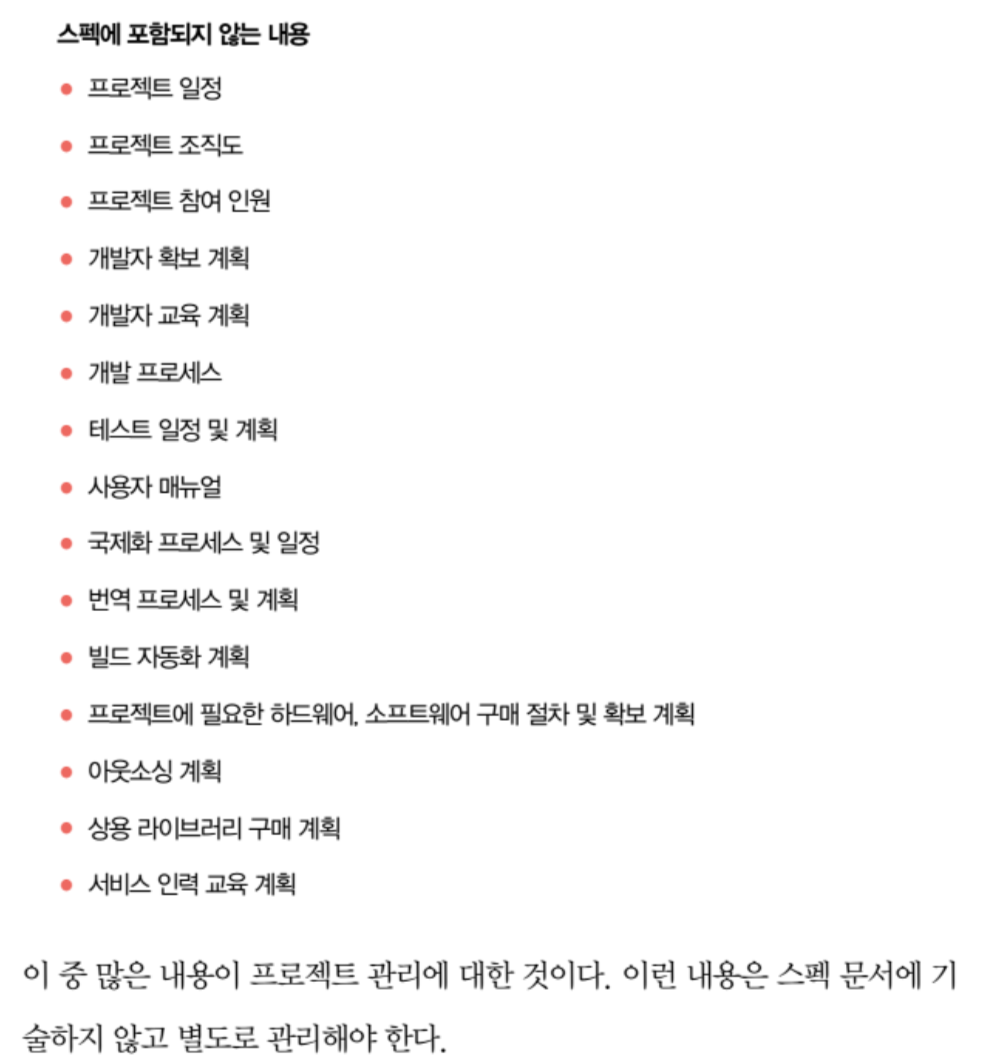 스펙에 포함되지 않는 내용
● 프로젝트 일정
● 프로젝트 조직도
● 프로젝트 참여 인원
● 개발자 확보 계획
● 개발자 교육 계획
● 개발 프로세스
● 테스트 일정 및 계획
● 사용자 매뉴얼
● 국제화 프로세스 및 일정
● 번역 프로세스 및 계획
● 빌드 자동화 계획
● 프로젝트에 필요한 하드웨어, 소프트웨어 구매 절차 및 확보 계획
● 아웃소싱 계획
● 상용 라이브러리 구매 계획
● 서비스 인력 교육 계획
이 중 많은 내용이 프로젝트 관리에 대한 것이다. 이런 내용은 스펙 문서에 기
술하지 않고 별도로 관리해야 한다.